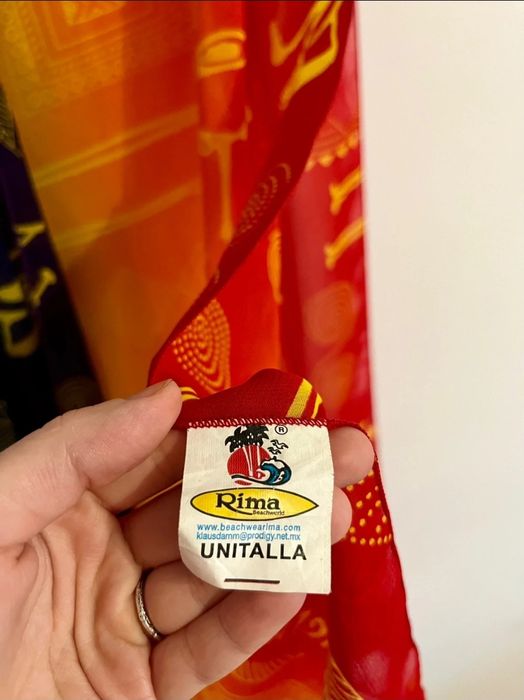 ®
Rima
Beachworld
www.beachwearima.com
klausdamm@prodigy.net.mx
UNITALLA